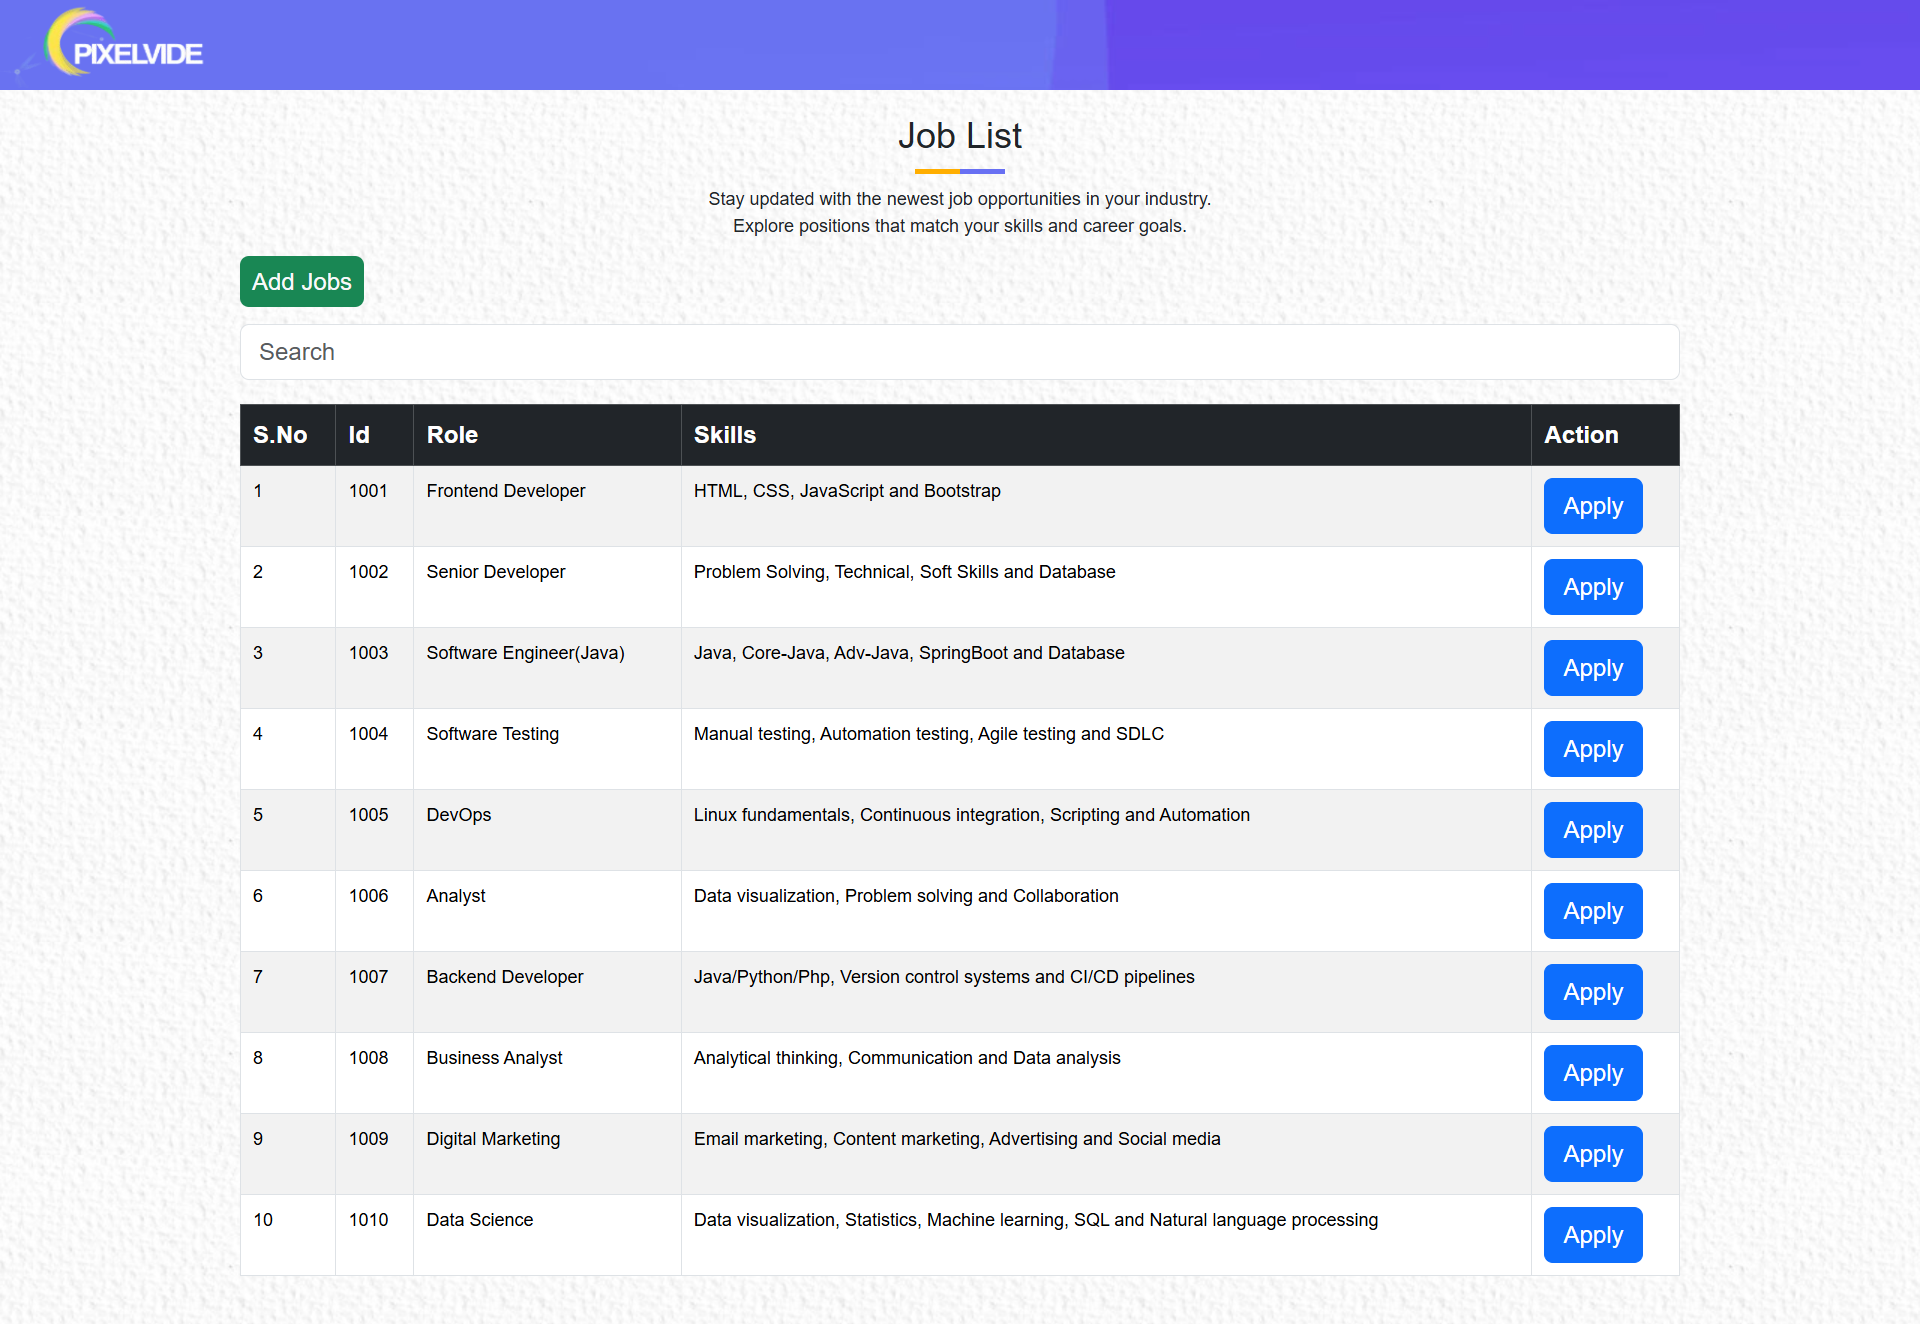 PIXELVIDE
Job List
Stay updated with the newest job opportunities in your industry.
Explore positions that match your skills and career goals.
Add Jobs
Search
S.No Id Role Skills Action
1 1001 Frontend Developer HTML, CSS, JavaScript and Bootstrap Apply
2 1002 Senior Developer Problem Solving, Technical, Soft Skills and Database Apply
3 1003 Software Engineer(Java) Java, Core-Java, Adv-Java, SpringBoot and Database Apply
4 1004 Software Testing Manual testing, Automation testing, Agile testing and SDLC Apply
5 1005 DevOps Linux fundamentals, Continuous integration, Scripting and Automation Apply
6 1006 Analyst Data visualization, Problem solving and Collaboration Apply
7 1007 Backend Developer Java/Python/Php, Version control systems and CI/CD pipelines Apply
8 1008 Business Analyst Analytical thinking, Communication and Data analysis Apply
9 1009 Digital Marketing Email marketing, Content marketing, Advertising and Social media Apply
10 1010 Data Science Data visualization, Statistics, Machine learning, SQL and Natural language processing Apply